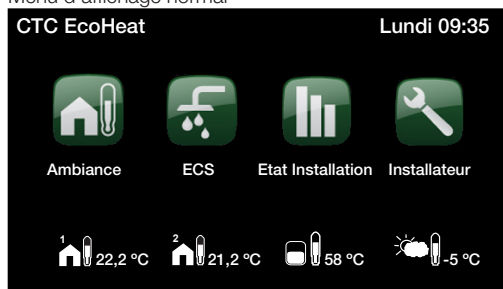 Menu d'affichage normal
CTC EcoHeat Lundi 09:35
Ambiance ECS Etat Installation Installateur
1 22,2 °C 2 21,2 °C 58 °C -5 °C